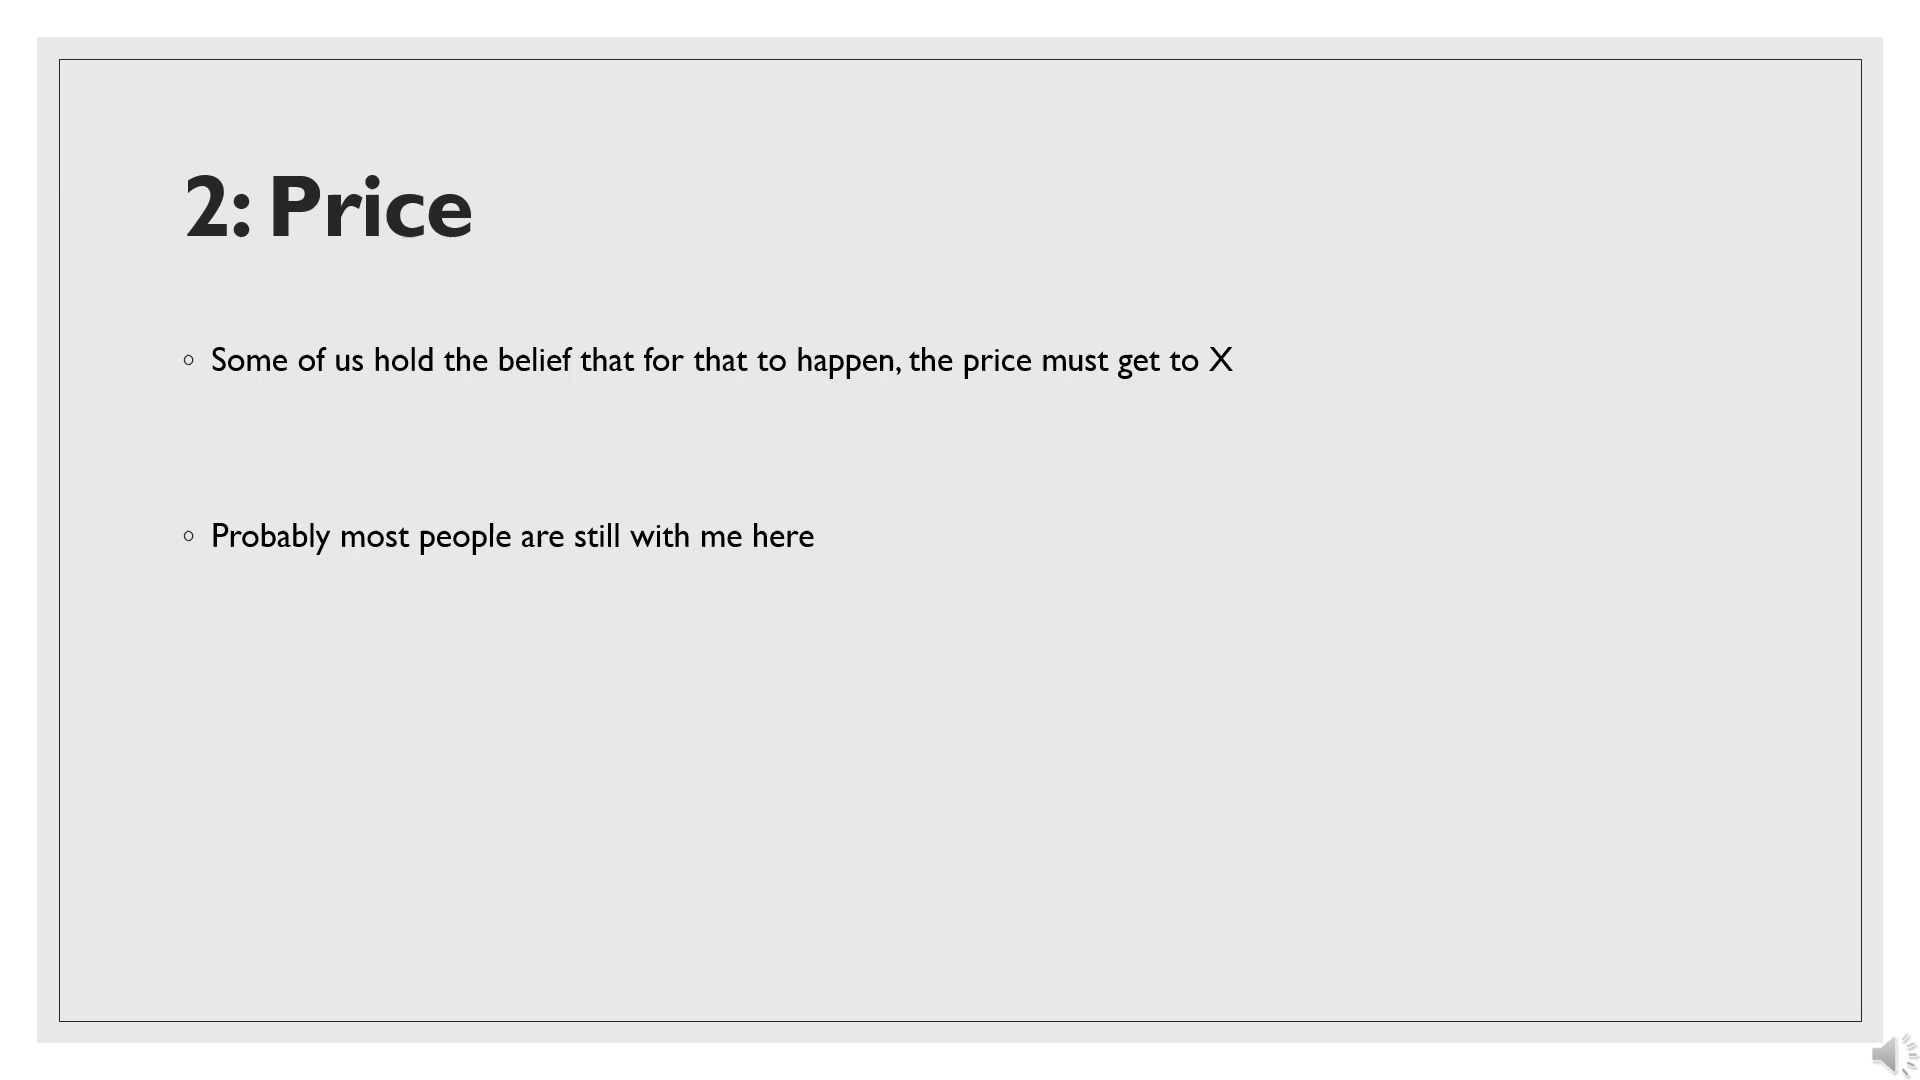 2: Price
◦ Some of us hold the belief that for that to happen, the price must get to X
◦ Probably most people are still with me here